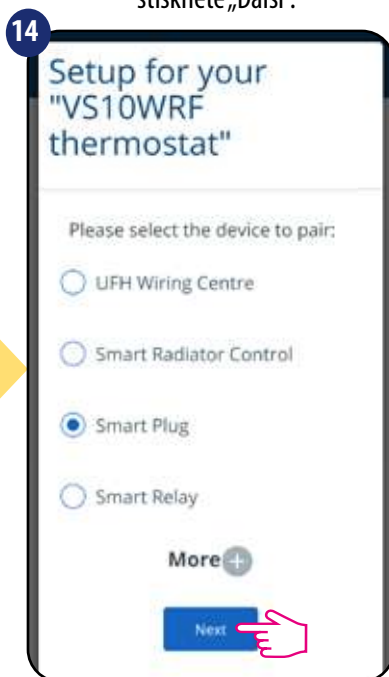 stisknete „Další“.
14
Setup for your
"VS10WRF
thermostat"
Please select the device to pair:
UFH Wiring Centre
Smart Radiator Control
Smart Plug
Smart Relay
More +
Next